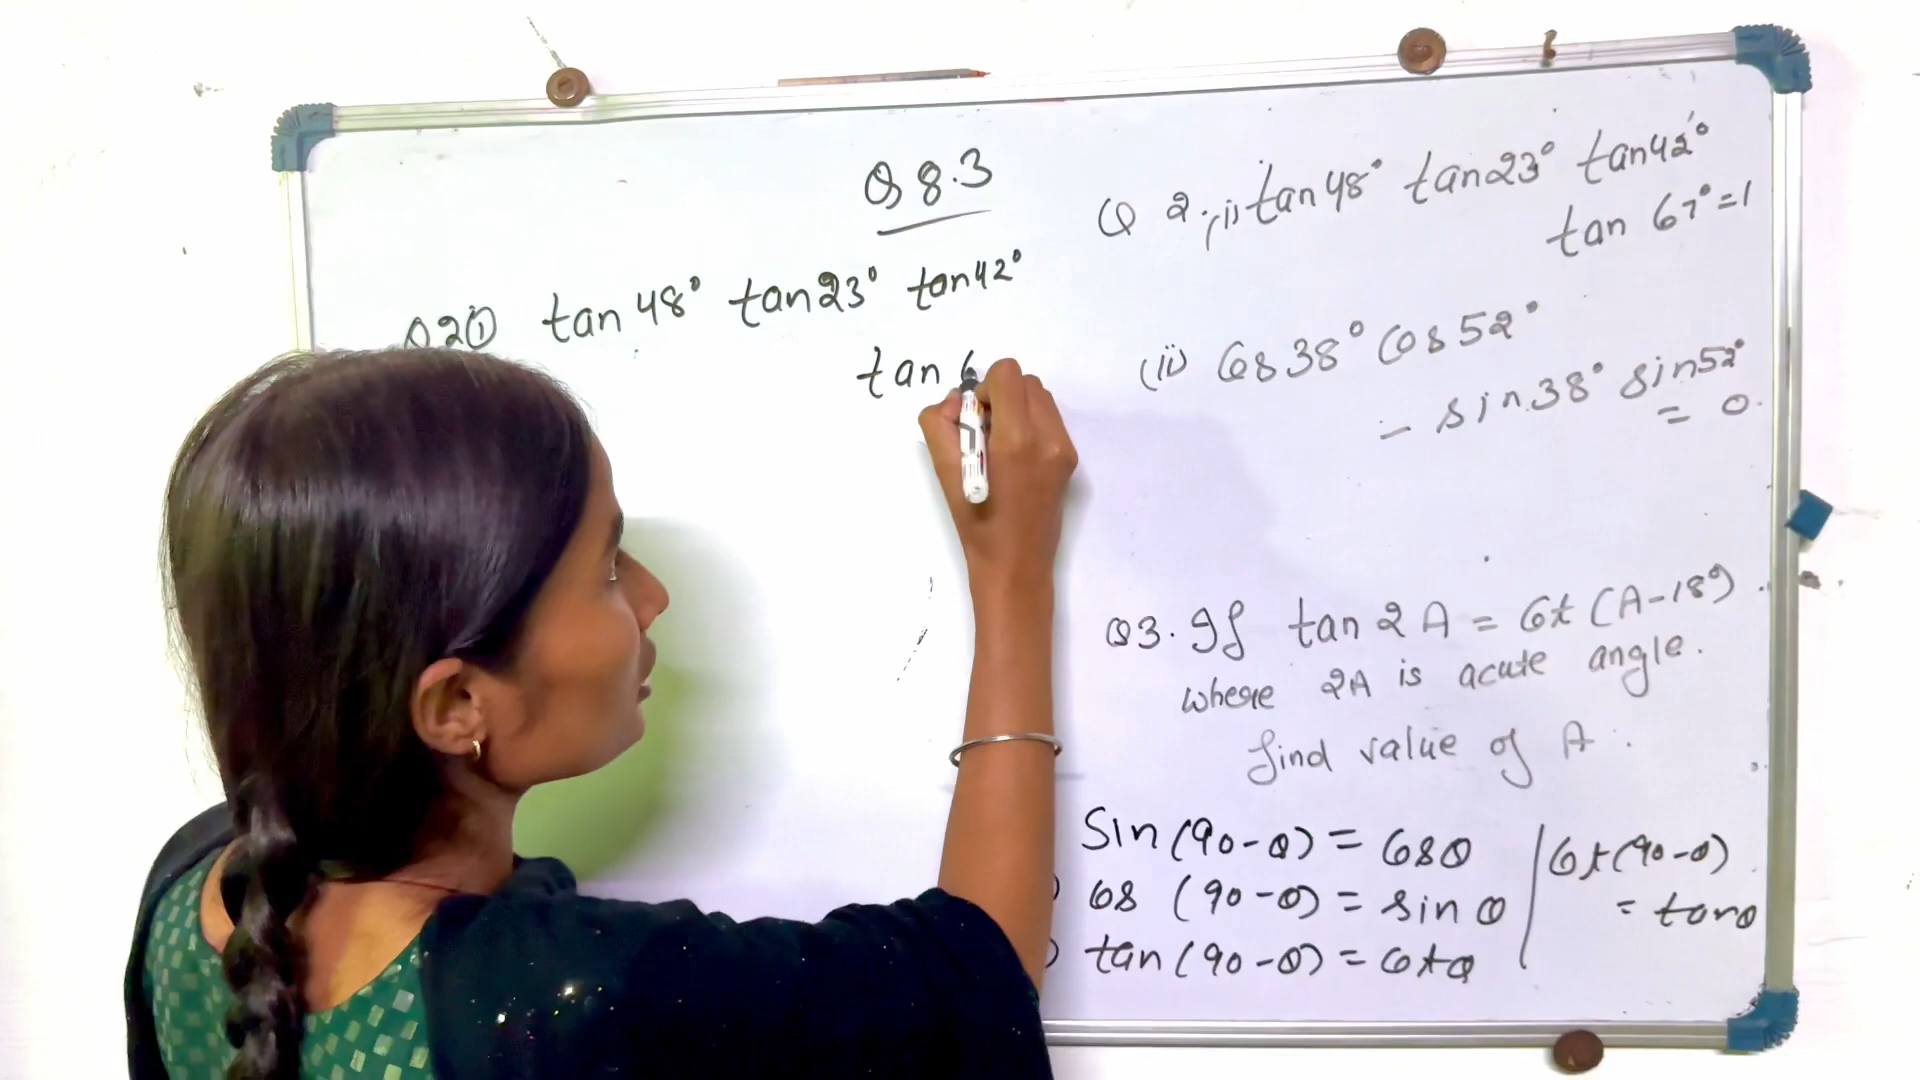 Q 8.3
Q2① tan 48° tan 23° tan 42°
tan 6
Q 2.(i) tan 48° tan 23° tan 42°
tan 67° = 1
(ii) Cos 38° Cos 52°
- sin 38° sin 52°
= 0.
Q3. If tan 2A = Cot (A-18°).
where 2A is acute angle.
find value of A.
Sin (90-θ) = Cosθ
Cos (90-θ) = sin θ
tan (90-θ) = Cotθ
Cot (90-θ)
= tanθ